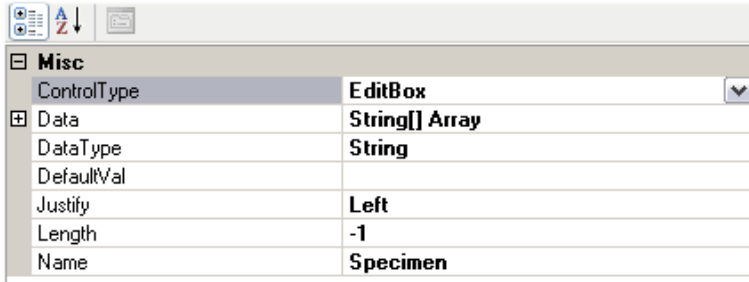 A
Z
Misc
ControlType EditBox
Data String[] Array
DataType String
DefaultVal
Justify Left
Length -1
Name Specimen